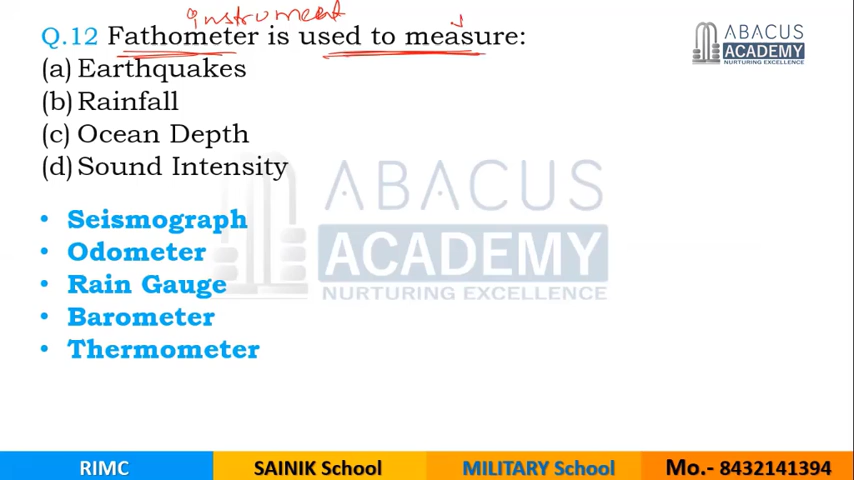 instrument
Q.12 Fathometer is used to measure:
(a) Earthquakes
(b) Rainfall
(c) Ocean Depth
(d) Sound Intensity
• Seismograph
• Odometer
• Rain Gauge
• Barometer
• Thermometer
ABACUS
ACADEMY
NURTURING EXCELLENCE
ABACUS
ACADEMY
NURTURING EXCELLENCE
RIMC SAINIK School MILITARY School Mo.- 8432141394